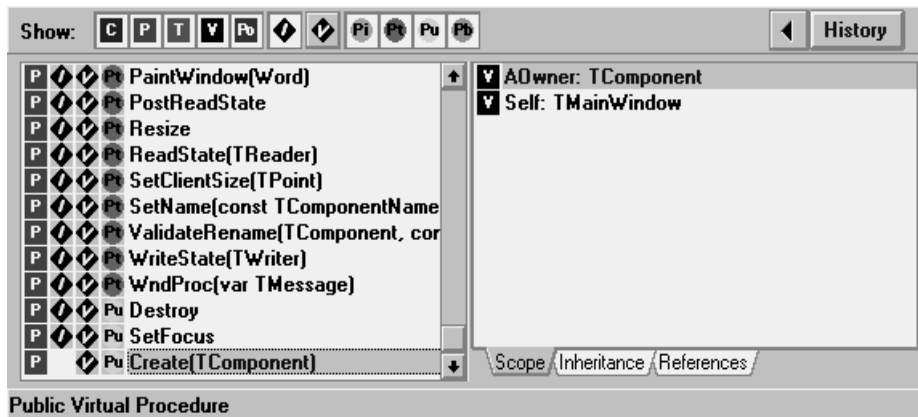 Show: C P T V Po I V Pi Pt Pu Pb History
P I V Pt PaintWindow(Word)
P I V Pt PostReadState
P I V Pt Resize
P I V Pt ReadState(TReader)
P I V Pt SetClientSize(TPoint)
P I V Pt SetName(const TComponentName
P I V Pt ValidateRename(TComponent, cor
P I V Pt WriteState(TWriter)
P I V Pt WndProc(var TMessage)
P I V Pu Destroy
P I V Pu SetFocus
P V Pu Create(TComponent)
V AOwner: TComponent
V Self: TMainWindow
Scope Inheritance References
Public Virtual Procedure